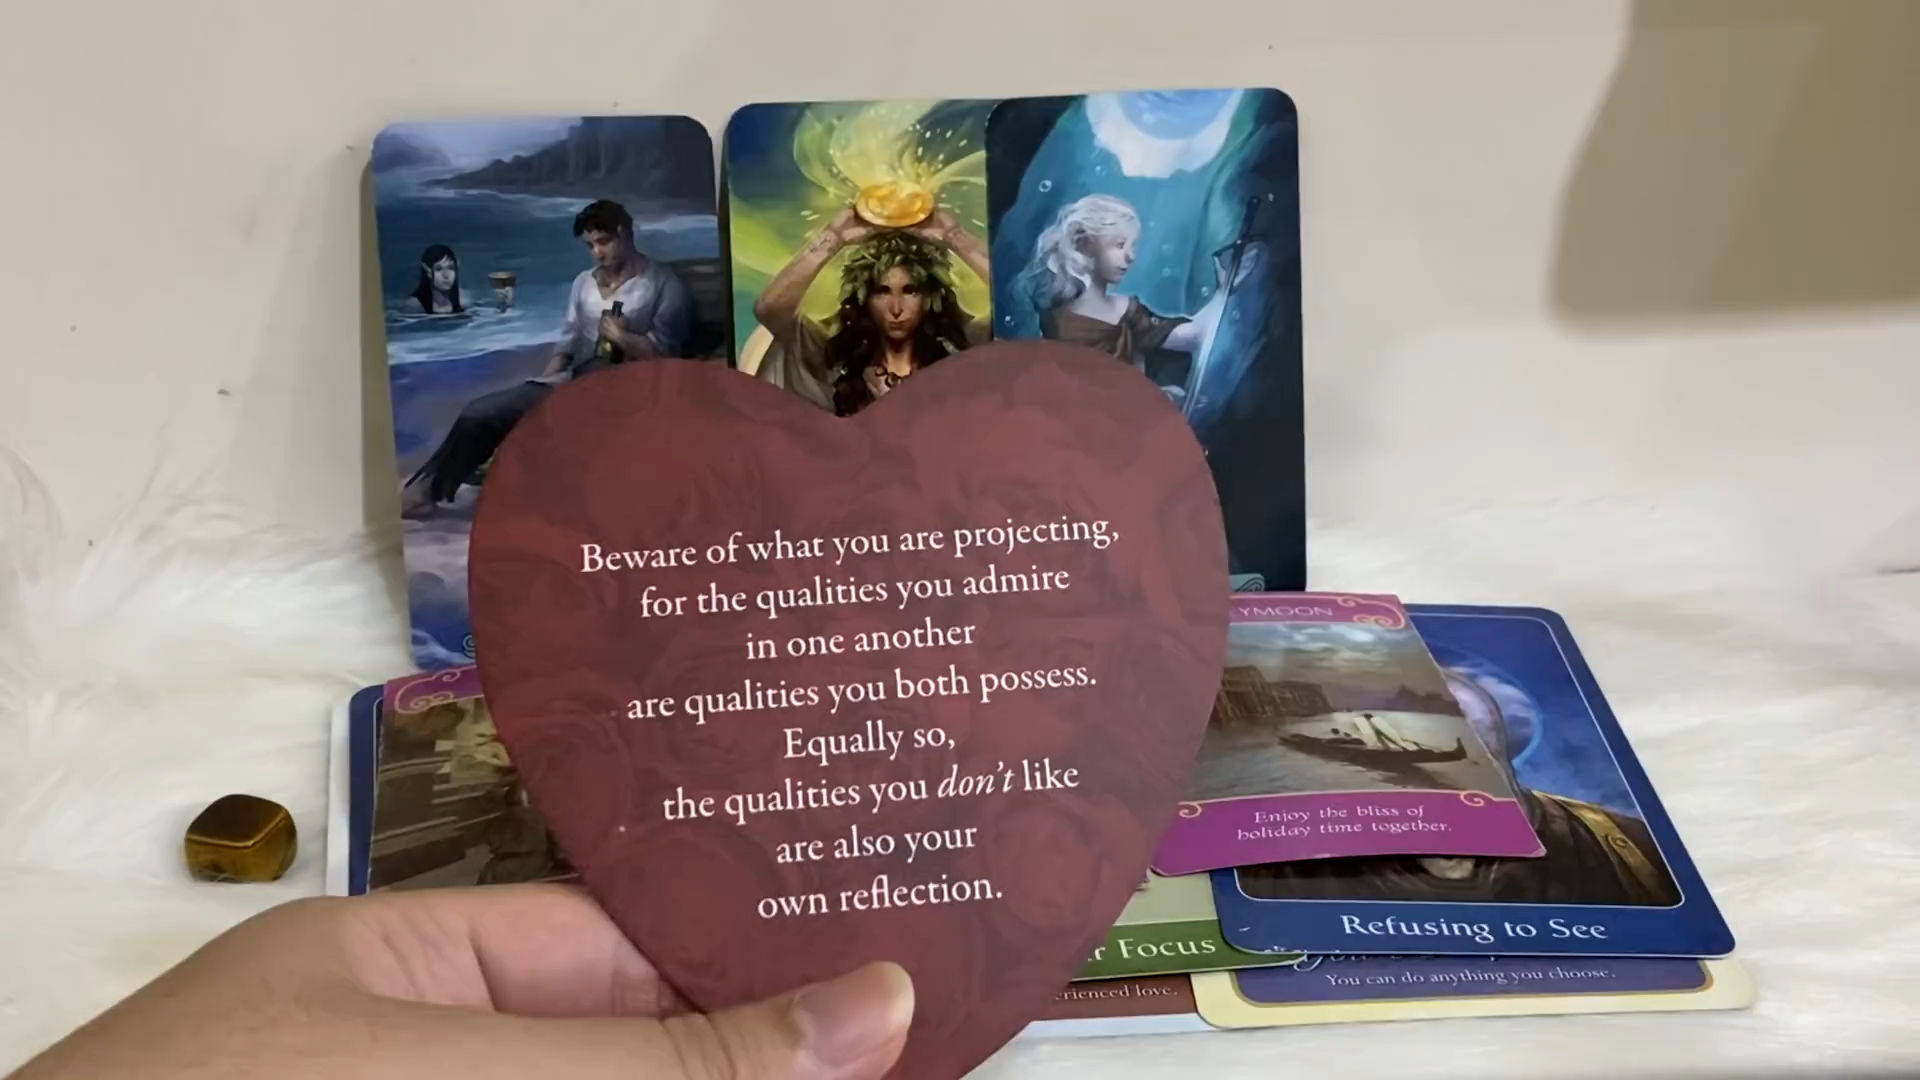 Beware of what you are projecting,
for the qualities you admire
in one another
are qualities you both possess.
Equally so,
the qualities you don't like
are also your
own reflection.
YMOON
Enjoy the bliss of
holiday time together.
Refusing to See
r Focus
You can do anything you choose.
erienced love.